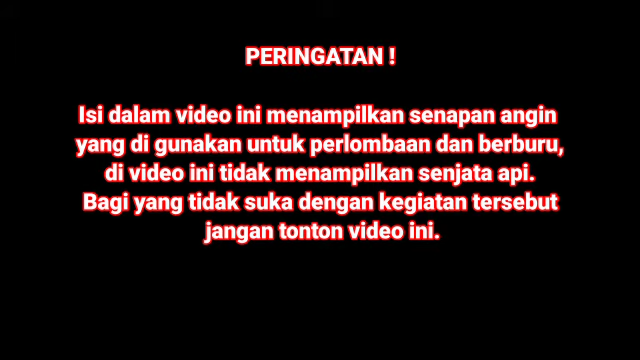 PERINGATAN !
Isi dalam video ini menampilkan senapan angin
yang di gunakan untuk perlombaan dan berburu,
di video ini tidak menampilkan senjata api.
Bagi yang tidak suka dengan kegiatan tersebut
jangan tonton video ini.